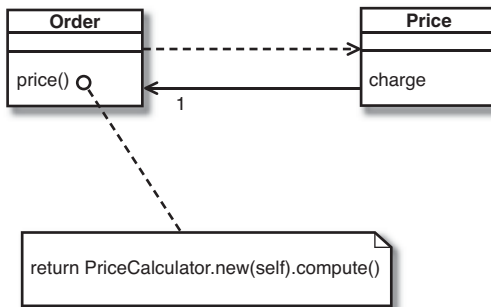 Order
Price
price()
charge
1
return PriceCalculator.new(self).compute()